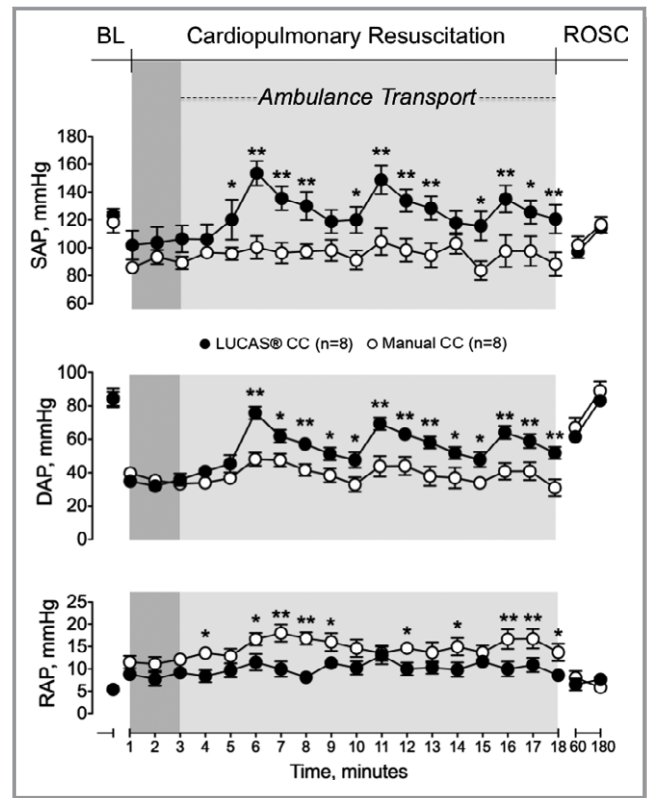 BL Cardiopulmonary Resuscitation ROSC
Ambulance Transport
SAP, mmHg
180
160
140
120
100
80
60
* ** ** ** * ** ** ** * ** * **
LUCAS® CC (n=8) Manual CC (n=8)
DAP, mmHg
100
80
60
40
20
0
** * ** * * ** ** ** * * ** ** **
RAP, mmHg
25
20
15
10
5
0
* * ** ** * * * ** ** *
1 2 3 4 5 6 7 8 9 10 11 12 13 14 15 16 17 18 60 180
Time, minutes